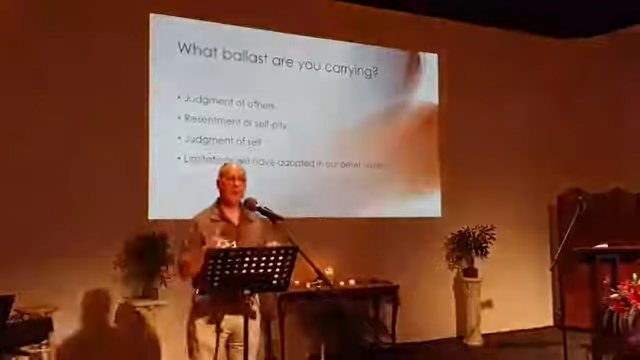 What ballast are you carrying?
• Judgment of others
• Resentment or self-pity
• Judgment of self
• Limitations we have adopted in our belief